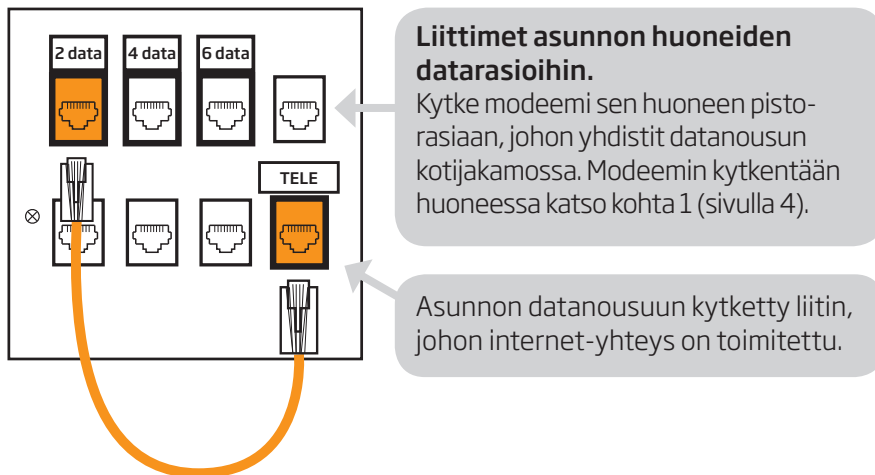 2 data 4 data 6 data
TELE
Liittimet asunnon huoneiden
datarasioihin.
Kytke modeemi sen huoneen pisto-
rasiaan, johon yhdistit datanousun
kotijakamossa. Modeemin kytkentään
huoneessa katso kohta 1 (sivulla 4).
Asunnon datanousuun kytketty liitin,
johon internet-yhteys on toimitettu.